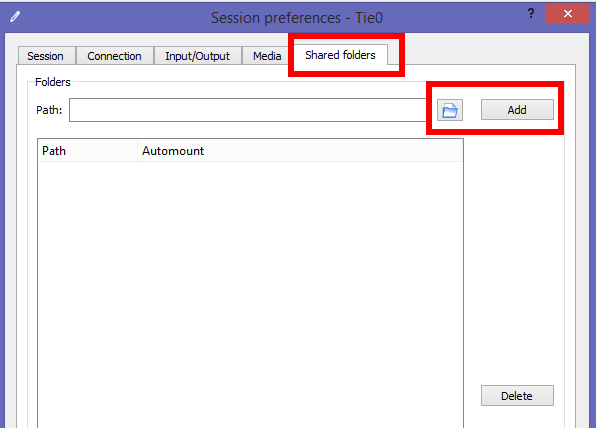 Session preferences - Tie0
?
Session Connection Input/Output Media Shared folders
Folders
Path: Add
Path Automount
Delete